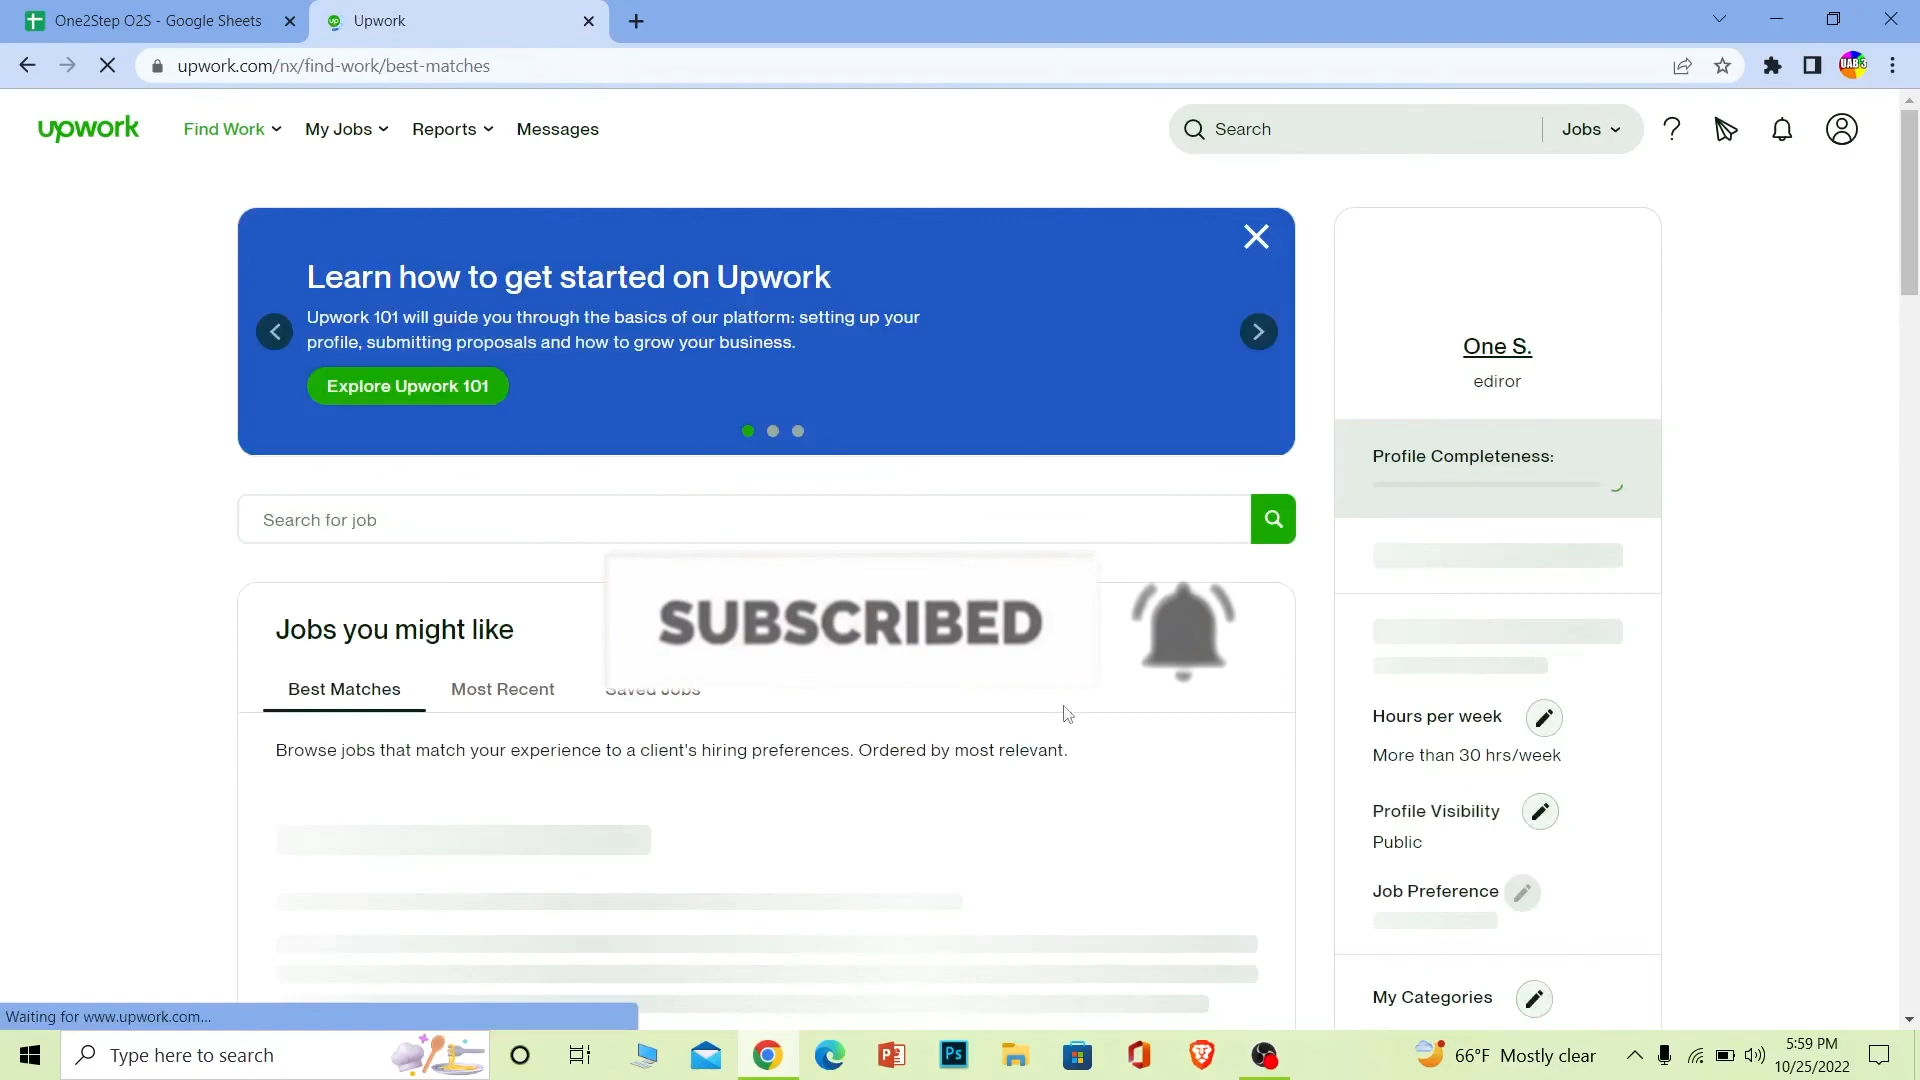 One2Step O2S - Google Sheets
Upwork
upwork.com/nx/find-work/best-matches
UAB 3
upwork
Find Work
My Jobs
Reports
Messages
Search
Jobs
Learn how to get started on Upwork
Upwork 101 will guide you through the basics of our platform: setting up your
profile, submitting proposals and how to grow your business.
Explore Upwork 101
One S.
ediror
Profile Completeness:
Search for job
Jobs you might like
SUBSCRIBED
Best Matches
Most Recent
Saved Jobs
Browse jobs that match your experience to a client's hiring preferences. Ordered by most relevant.
Hours per week
More than 30 hrs/week
Profile Visibility
Public
Job Preference
My Categories
Waiting for www.upwork.com...
Type here to search
Ps
66°F Mostly clear
5:59 PM
10/25/2022